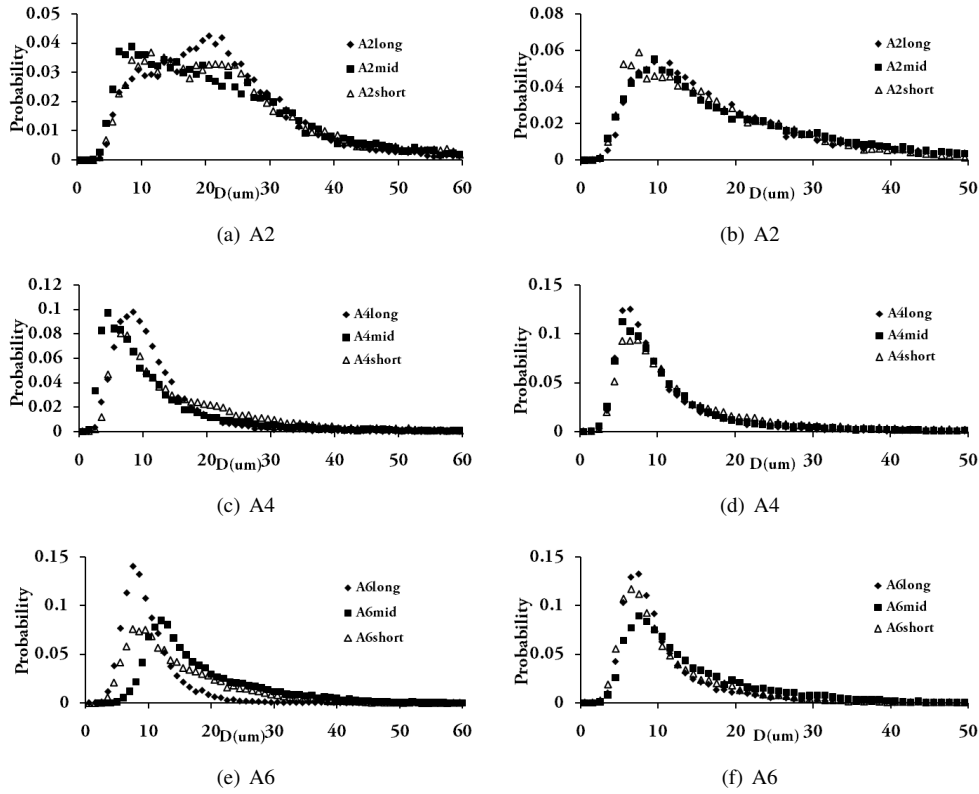 0.05
0.04
0.03
0.02
0.01
0
Probability
0 10 20 30 40 50 60
D(um)
A2long
A2mid
A2short
(a) A2
0.08
0.06
0.04
0.02
0
Probability
0 10 20 30 40 50
D(um)
A2long
A2mid
A2short
(b) A2
0.12
0.1
0.08
0.06
0.04
0.02
0
Probability
0 10 20 30 40 50 60
D(um)
A4long
A4mid
A4short
(c) A4
0.15
0.1
0.05
0
Probability
0 10 20 30 40 50
D(um)
A4long
A4mid
A4short
(d) A4
0.15
0.1
0.05
0
Probability
0 10 20 30 40 50 60
D(um)
A6long
A6mid
A6short
(e) A6
0.15
0.1
0.05
0
Probability
0 10 20 30 40 50
D(um)
A6long
A6mid
A6short
(f) A6